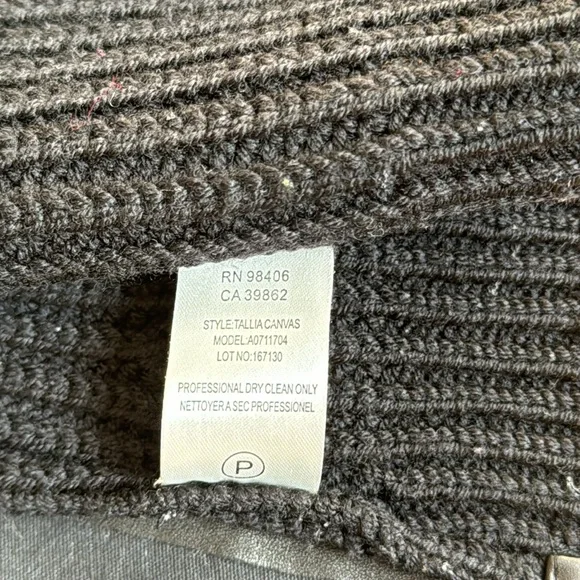 RN 98406
CA 39862
STYLE:TALLIA CANVAS
MODEL:A0711704
LOT NO:167130
PROFESSIONAL DRY CLEAN ONLY
NETTOYER A SEC PROFESSIONEL
P